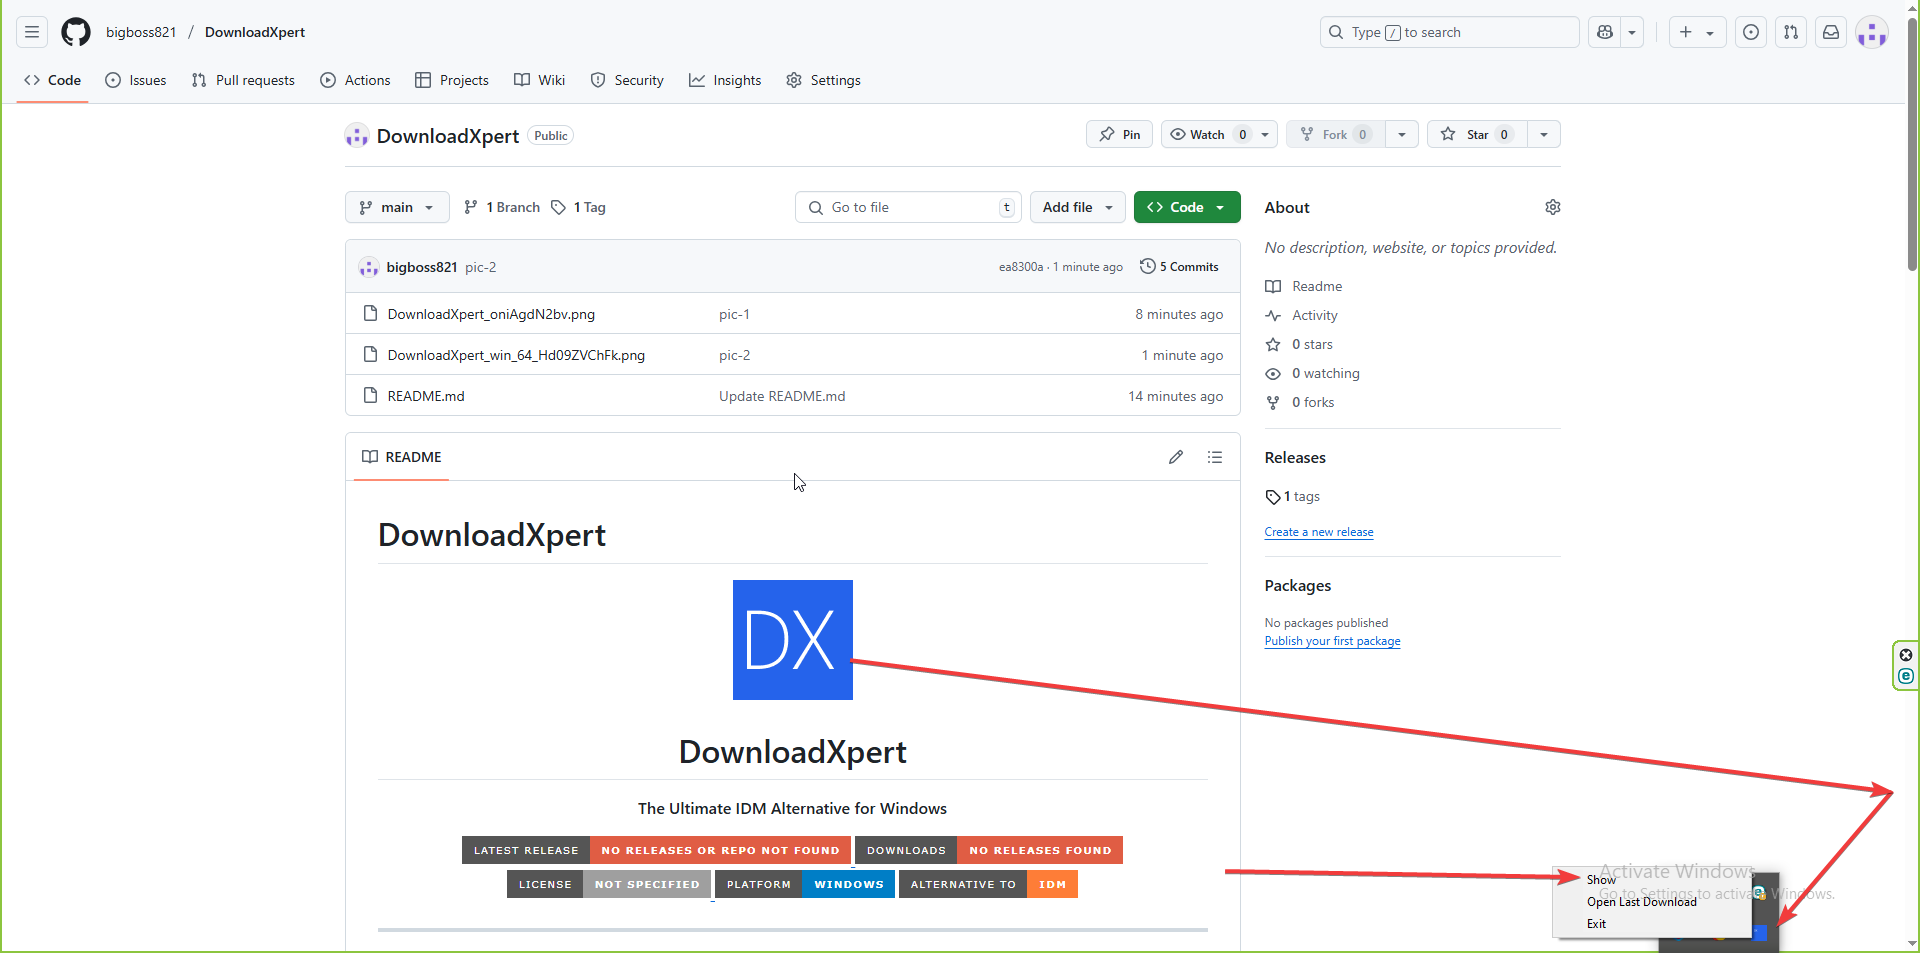 bigboss821 / DownloadXpert
Type / to search
Code Issues Pull requests Actions Projects Wiki Security Insights Settings
DownloadXpert Public
Pin Watch 0 Fork 0 Star 0
main 1 Branch 1 Tag Go to file t Add file Code
bigboss821 pic-2 ea8300a · 1 minute ago 5 Commits
DownloadXpert_oniAgdN2bv.png pic-1 8 minutes ago
DownloadXpert_win_64_Hd09ZVChFk.png pic-2 1 minute ago
README.md Update README.md 14 minutes ago
README
DownloadXpert
DX
DownloadXpert
The Ultimate IDM Alternative for Windows
LATEST RELEASE NO RELEASES OR REPO NOT FOUND DOWNLOADS NO RELEASES FOUND
LICENSE NOT SPECIFIED PLATFORM WINDOWS ALTERNATIVE TO IDM
About
No description, website, or topics provided.
Readme
Activity
0 stars
0 watching
0 forks
Releases
1 tags
Create a new release
Packages
No packages published
Publish your first package
Activate Windows
Go to Settings to activate Windows.
Show
Open Last Download
Exit